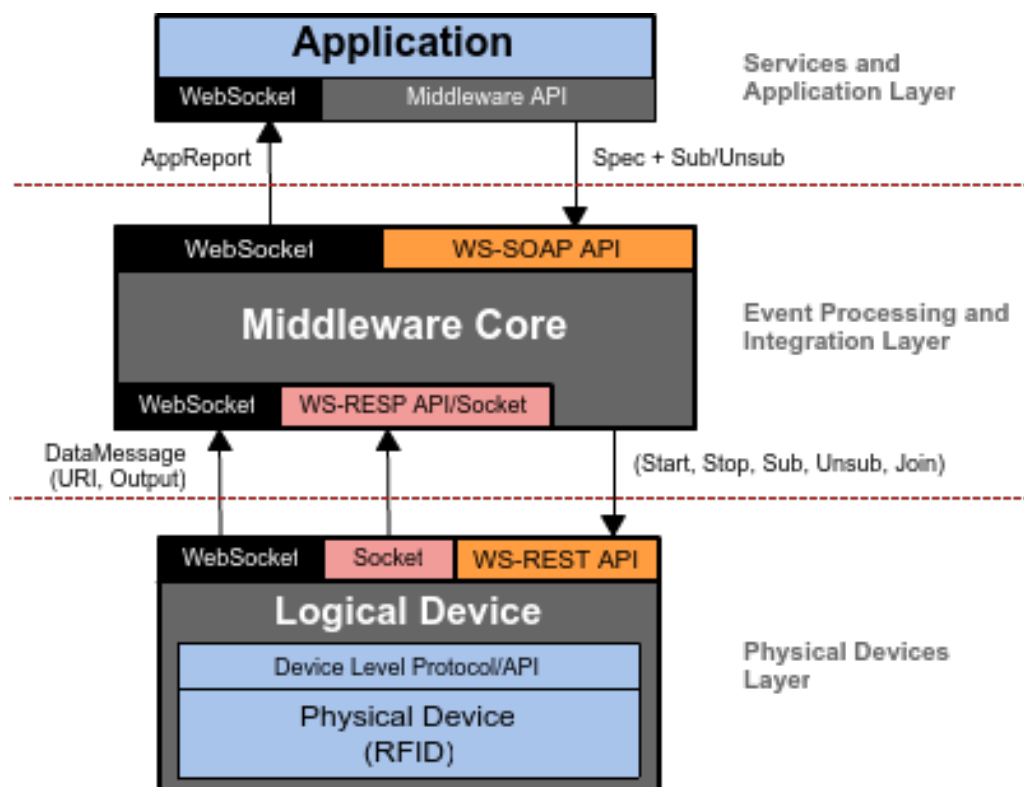 Application
WebSocket
Middleware API
Services and
Application Layer
AppReport
Spec + Sub/Unsub
WebSocket
WS-SOAP API
Middleware Core
Event Processing and
Integration Layer
WebSocket
WS-RESP API/Socket
DataMessage
(URI, Output)
(Start, Stop, Sub, Unsub, Join)
WebSocket
Socket
WS-REST API
Logical Device
Device Level Protocol/API
Physical Device
(RFID)
Physical Devices
Layer